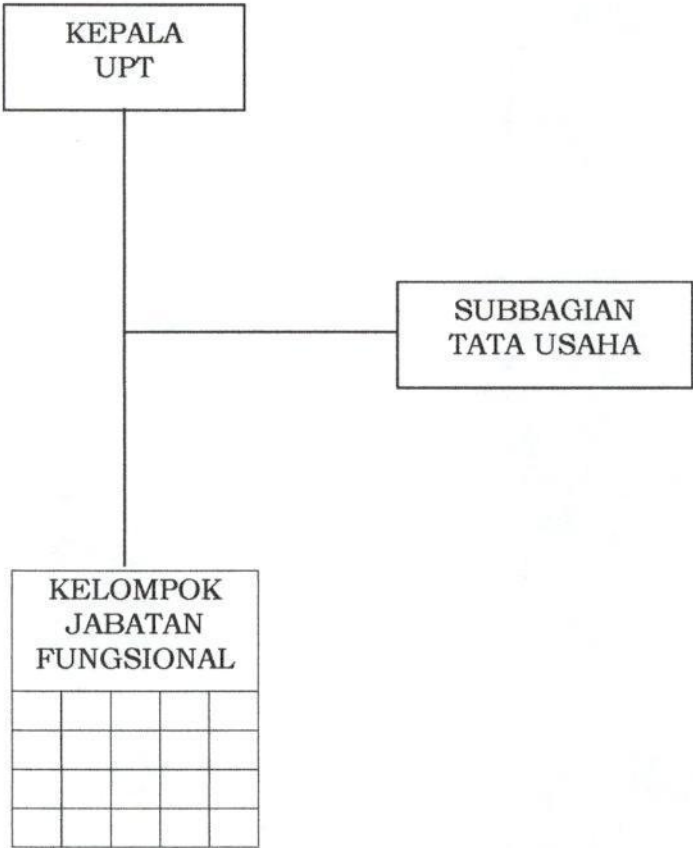 KEPALA
UPT
SUBBAGIAN
TATA USAHA
KELOMPOK
JABATAN
FUNGSIONAL